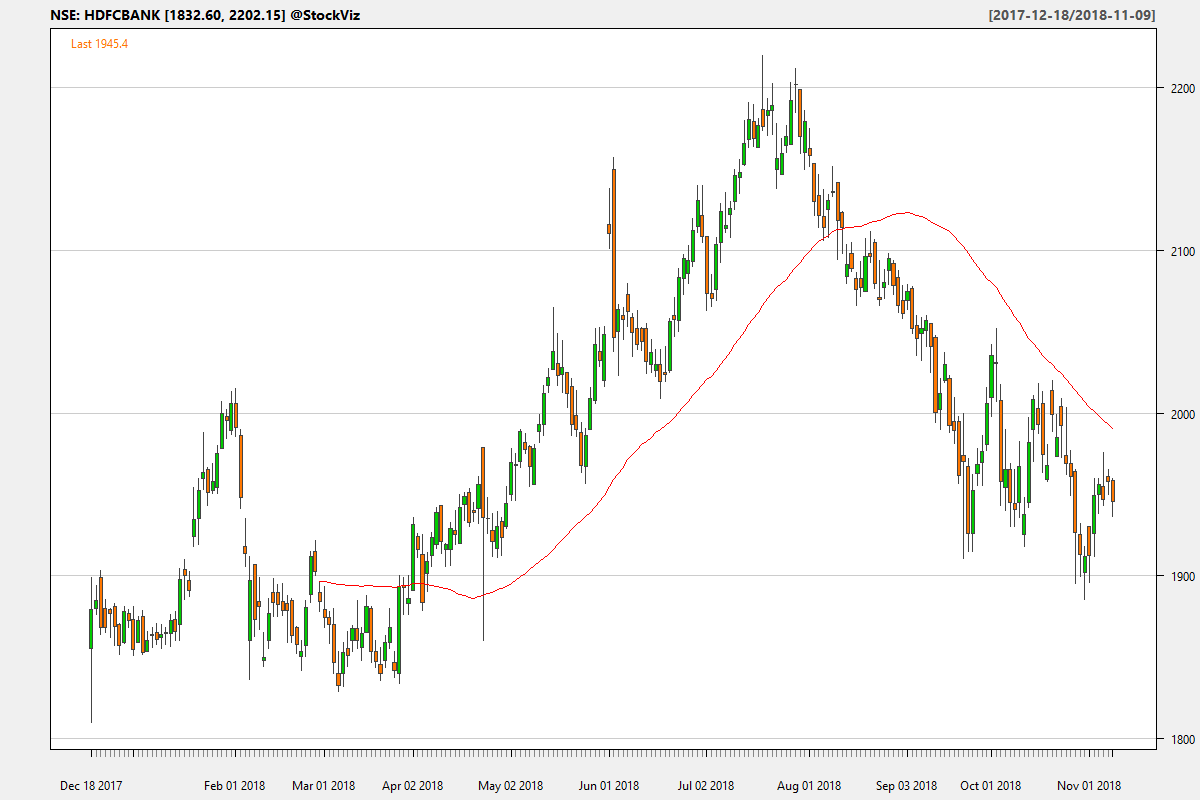 NSE: HDFCBANK [1832.60, 2202.15] @StockViz [2017-12-18/2018-11-09]
Last 1945.4
2200
2100
2000
1900
1800
Dec 18 2017 Feb 01 2018 Mar 01 2018 Apr 02 2018 May 02 2018 Jun 01 2018 Jul 02 2018 Aug 01 2018 Sep 03 2018 Oct 01 2018 Nov 01 2018